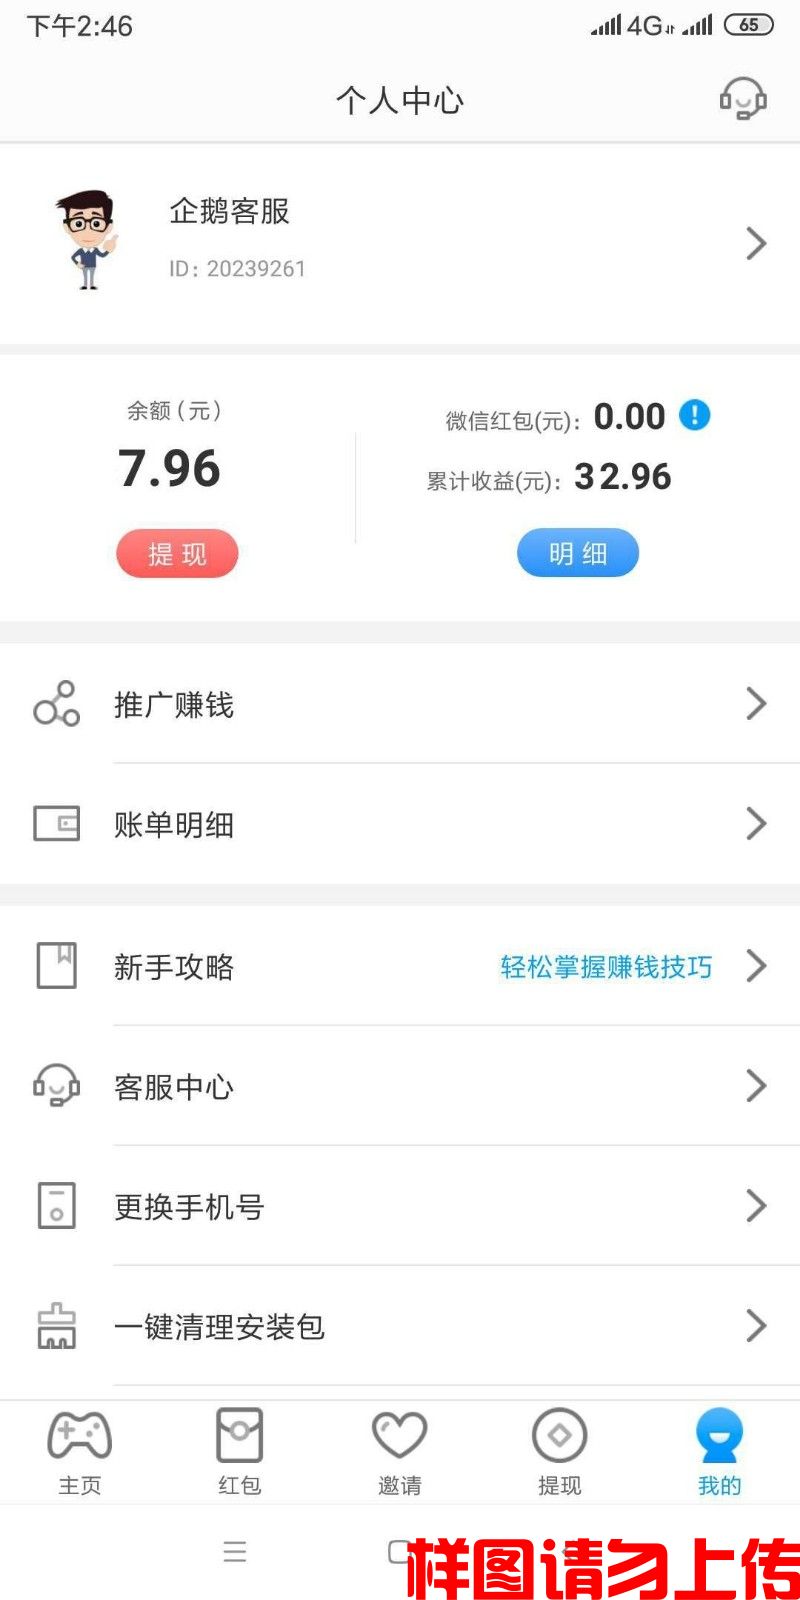 下午2:46 4G 65
个人中心
企鹅客服
ID: 20239261
余额(元)
7.96
提现
微信红包(元): 0.00
累计收益(元): 32.96
明细
推广赚钱
账单明细
新手攻略 轻松掌握赚钱技巧
客服中心
更换手机号
一键清理安装包
主页 红包 邀请 提现 我的
样图请勿上传